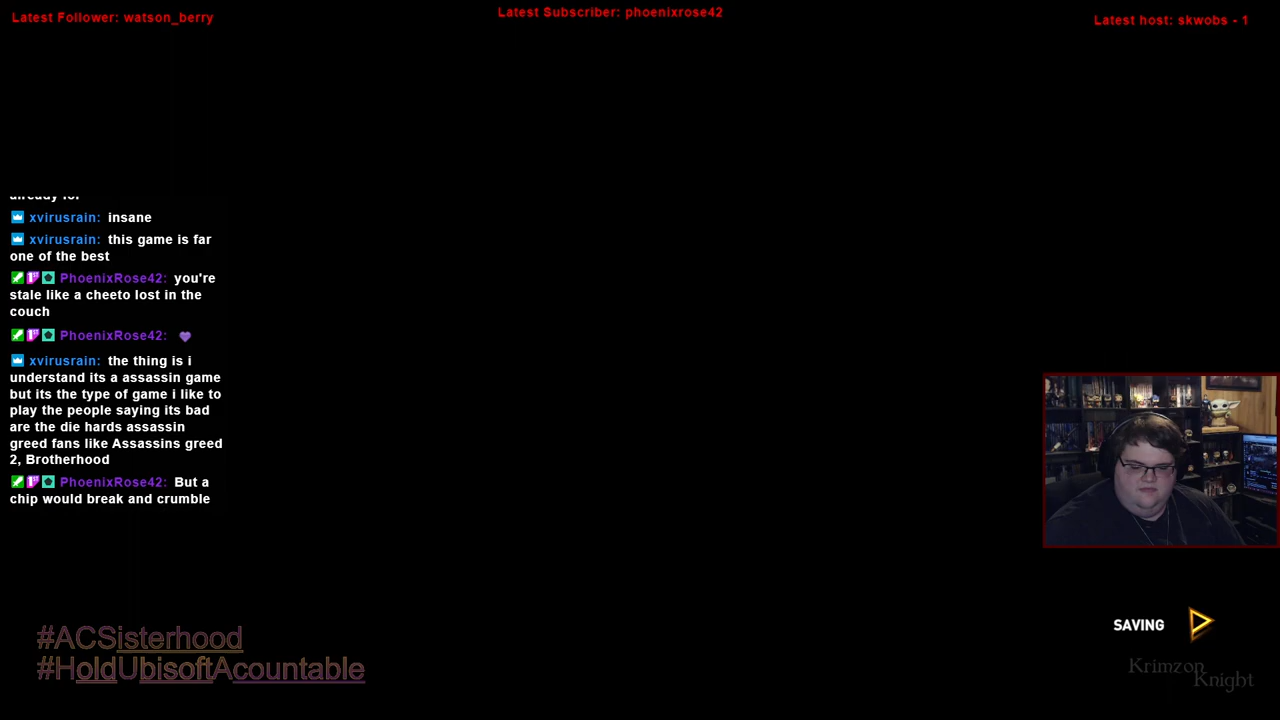 Latest Follower: watson_berry
Latest Subscriber: phoenixrose42
Latest host: skwobs - 1
xvirusrain: insane
xvirusrain: this game is far
one of the best
PhoenixRose42: you're
stale like a cheeto lost in the
couch
PhoenixRose42:
xvirusrain: the thing is i
understand its a assassin game
but its the type of game i like to
play the people saying its bad
are the die hards assassin
greed fans like Assassins greed
2, Brotherhood
PhoenixRose42: But a
chip would break and crumble
#ACSisterhood
#HoldUbisoftAcountable
SAVING
Krimzon
Knight